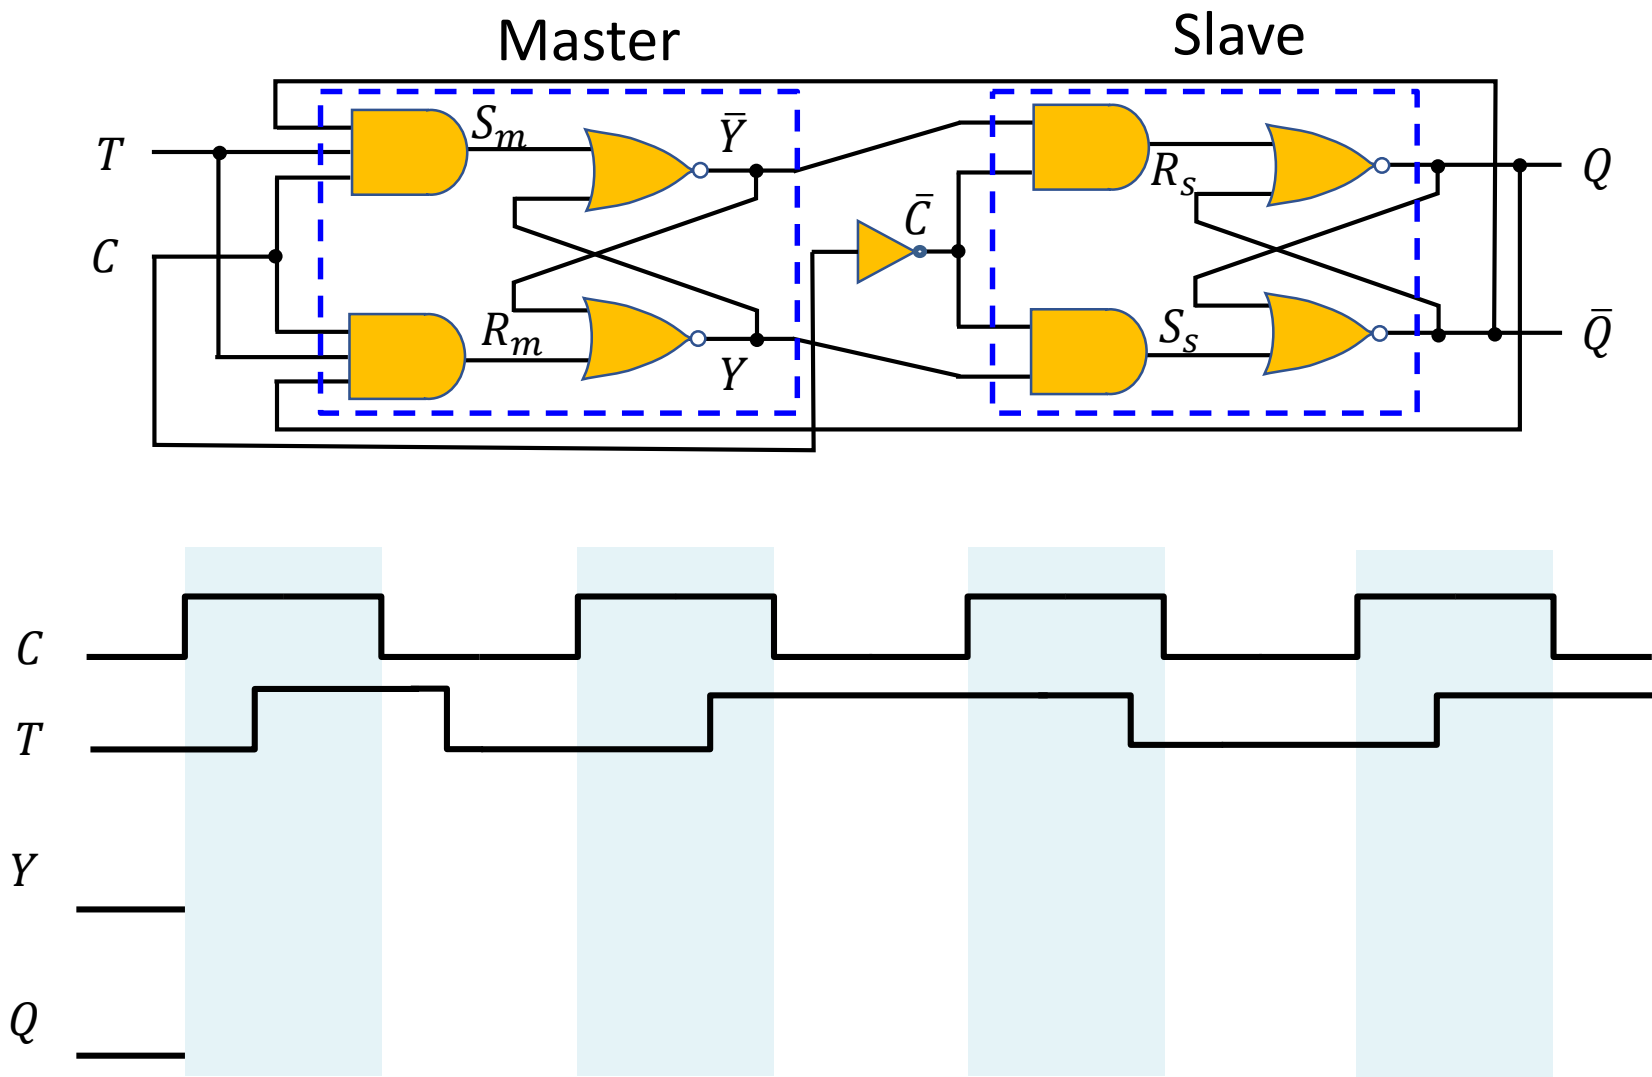 Master
Slave
T
C
S_m
R_m
Y̅
Y
C̅
R_s
S_s
Q
Q̅
C
T
Y
Q